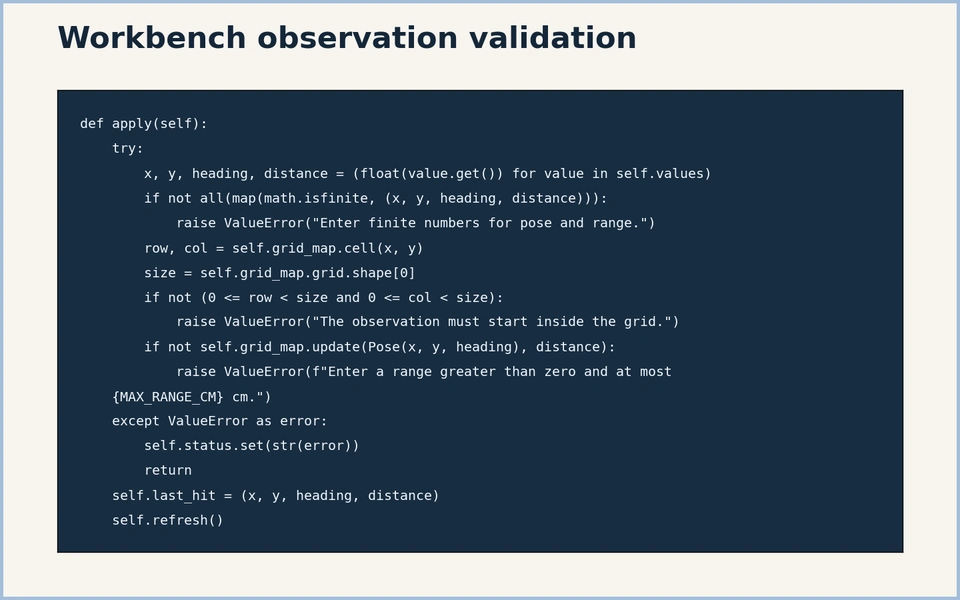 Workbench observation validation
def apply(self):
    try:
        x, y, heading, distance = (float(value.get()) for value in self.values)
        if not all(map(math.isfinite, (x, y, heading, distance))):
            raise ValueError("Enter finite numbers for pose and range.")
        row, col = self.grid_map.cell(x, y)
        size = self.grid_map.grid.shape[0]
        if not (0 <= row < size and 0 <= col < size):
            raise ValueError("The observation must start inside the grid.")
        if not self.grid_map.update(Pose(x, y, heading), distance):
            raise ValueError(f"Enter a range greater than zero and at most
    {MAX_RANGE_CM} cm.")
    except ValueError as error:
        self.status.set(str(error))
        return
    self.last_hit = (x, y, heading, distance)
    self.refresh()